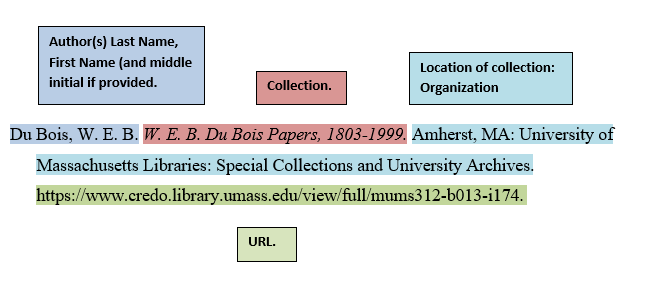 Author(s) Last Name,
First Name (and middle
initial if provided.
Collection.
Location of collection:
Organization
Du Bois, W. E. B. W. E. B. Du Bois Papers, 1803-1999. Amherst, MA: University of
Massachusetts Libraries: Special Collections and University Archives.
https://www.credo.library.umass.edu/view/full/mums312-b013-i174.
URL.